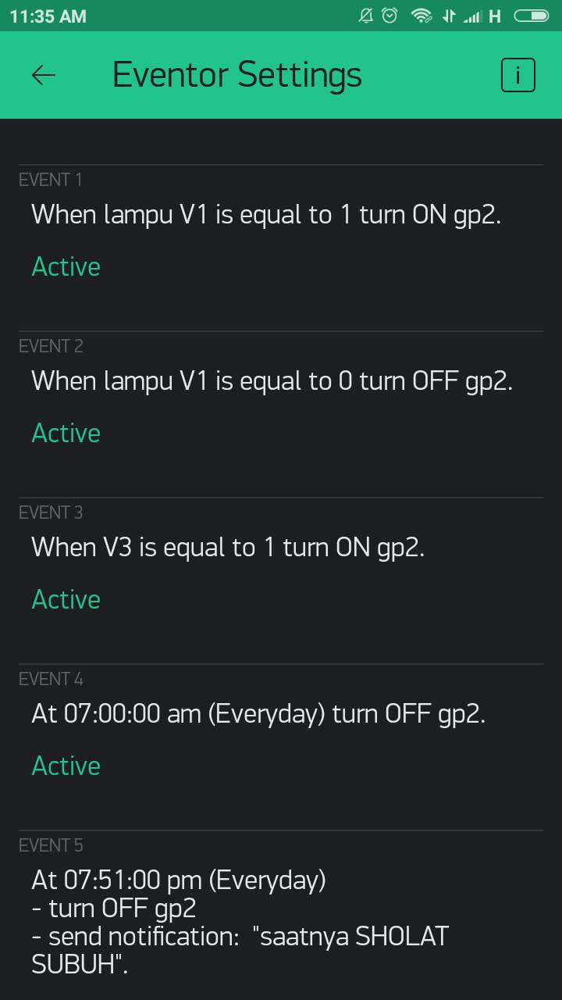 11:35 AM H
Eventor Settings i
EVENT 1
When lampu V1 is equal to 1 turn ON gp2.
Active
EVENT 2
When lampu V1 is equal to 0 turn OFF gp2.
Active
EVENT 3
When V3 is equal to 1 turn ON gp2.
Active
EVENT 4
At 07:00:00 am (Everyday) turn OFF gp2.
Active
EVENT 5
At 07:51:00 pm (Everyday)
- turn OFF gp2
- send notification:  "saatnya SHOLAT
SUBUH".